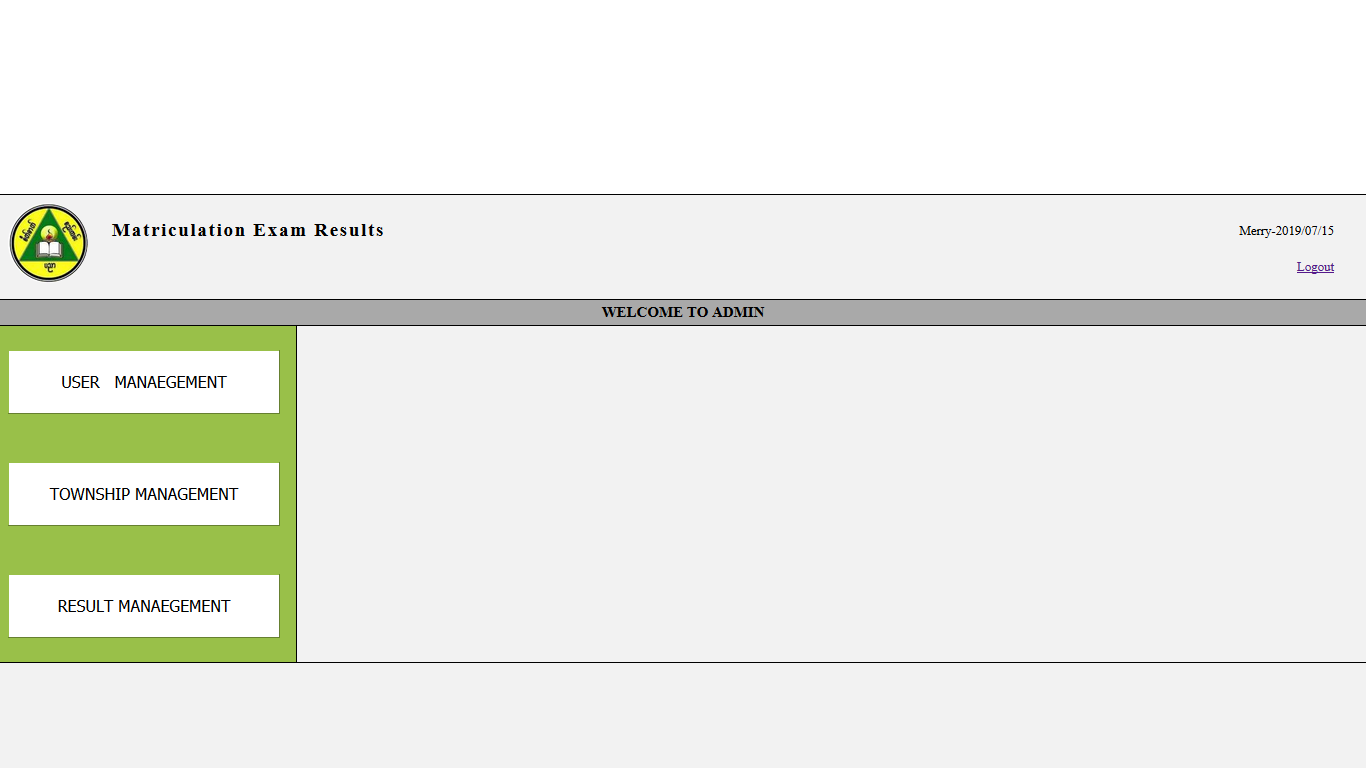 Matriculation Exam Results
Merry-2019/07/15
Logout
WELCOME TO ADMIN
USER MANAEGEMENT
TOWNSHIP MANAGEMENT
RESULT MANAEGEMENT